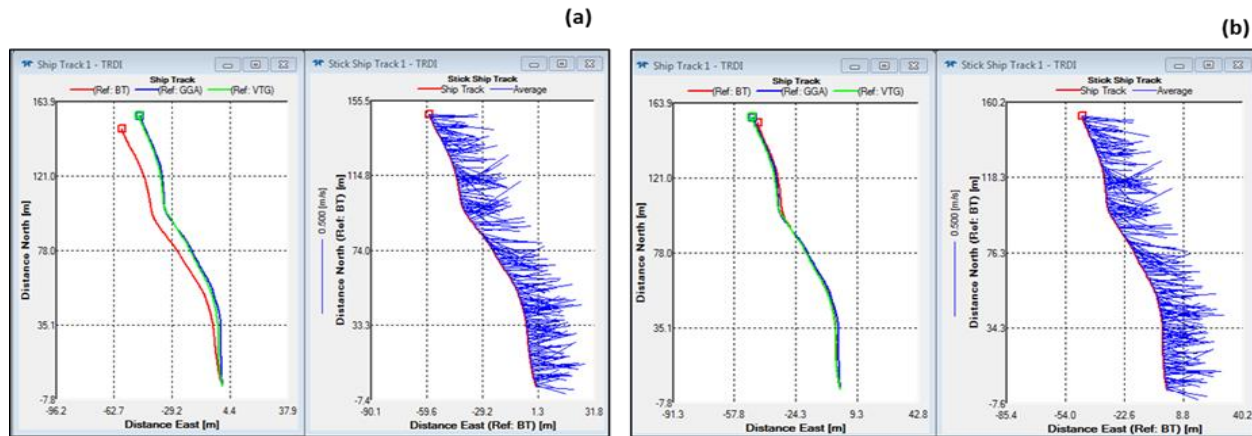 (a)
(b)
Ship Track 1 - TRDI
Ship Track
(Ref: BT) (Ref: GGA) (Ref: VTG)
163.9
121.0
78.0
35.1
-7.8
Distance North [m]
-96.2 -62.7 -29.2 4.4 37.9
Distance East [m]
Stick Ship Track 1 - TRDI
Stick Ship Track
Ship Track Average
0.500 [m/s]
Distance North (Ref: BT) [m]
155.5
114.8
74.0
33.3
-7.4
-90.1 -59.6 -29.2 1.3 31.8
Distance East (Ref: BT) [m]
Ship Track 1 - TRDI
Ship Track
(Ref: BT) (Ref: GGA) (Ref: VTG)
163.9
121.0
78.0
35.1
-7.8
Distance North [m]
-91.3 -57.8 -24.3 9.3 42.8
Distance East [m]
Stick Ship Track 1 - TRDI
Stick Ship Track
Ship Track Average
0.500 [m/s]
Distance North (Ref: BT) [m]
160.2
118.3
76.3
34.3
-7.6
-85.4 -54.0 -22.6 8.8 40.2
Distance East (Ref: BT) [m]